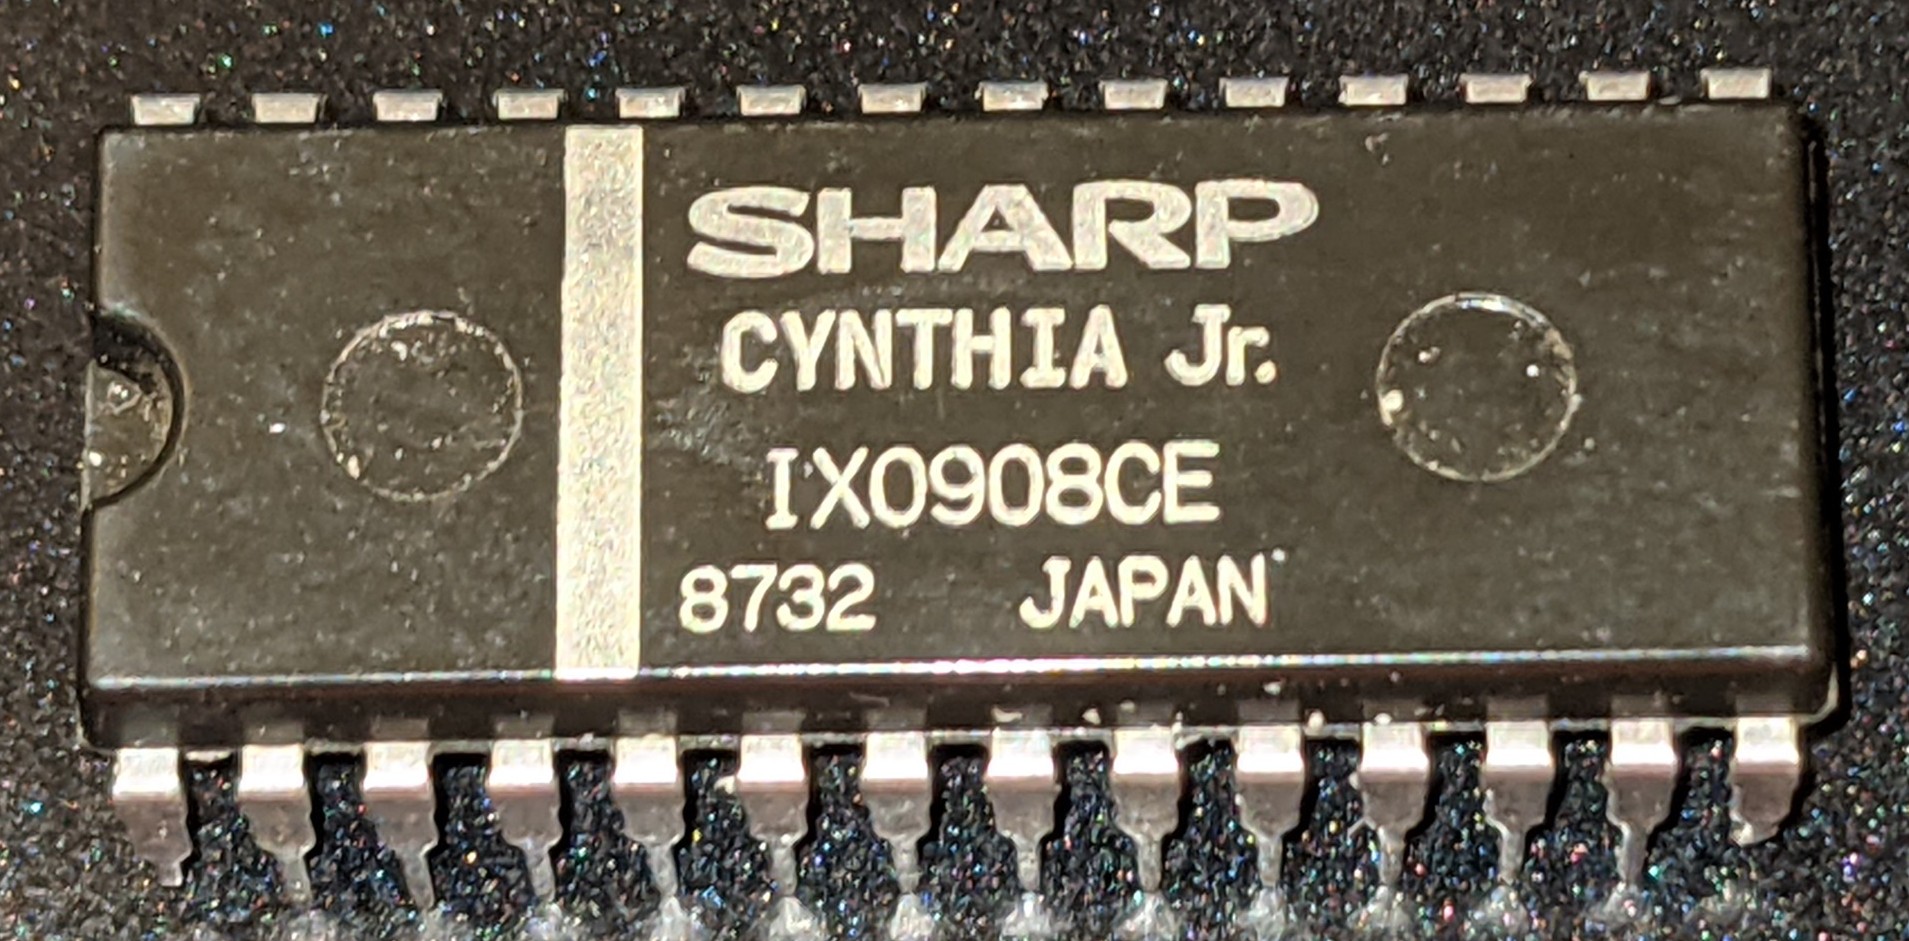 SHARP
CYNTHIA Jr.
IX0908CE
8732 JAPAN